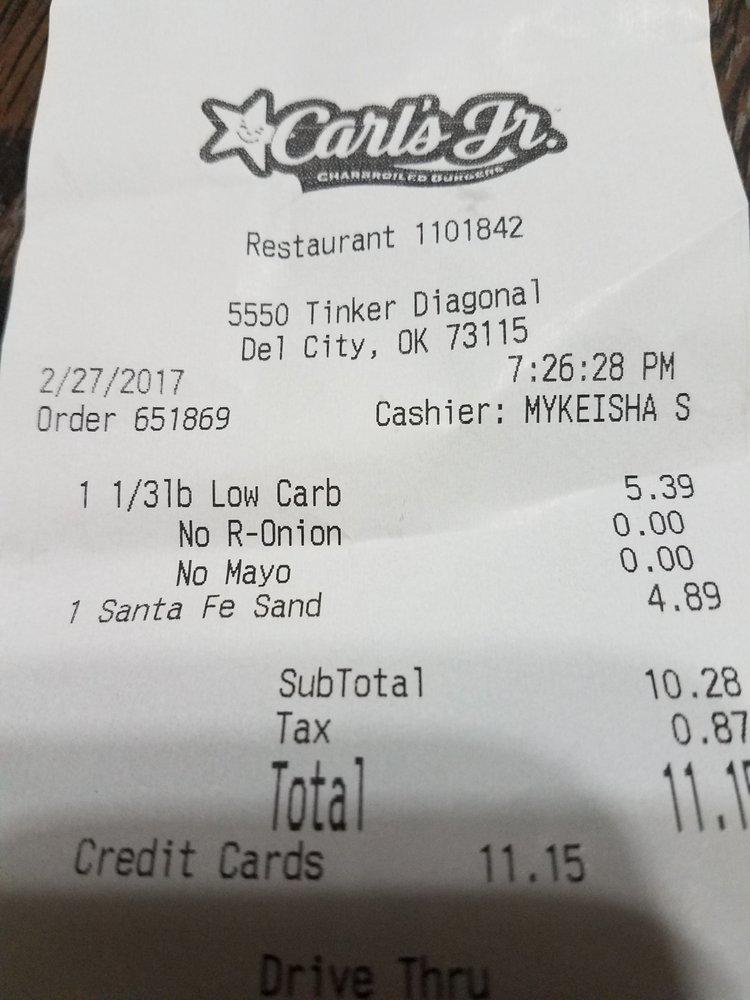 Carl's Jr.
CHARBROILED BURGERS
Restaurant 1101842
5550 Tinker Diagonal
Del City, OK 73115
2/27/2017 7:26:28 PM
Order 651869 Cashier: MYKEISHA S
1 1/3lb Low Carb 5.39
No R-Onion 0.00
No Mayo 0.00
1 Santa Fe Sand 4.89
SubTotal 10.28
Tax 0.87
Total 11.15
Credit Cards 11.15
Drive Thru